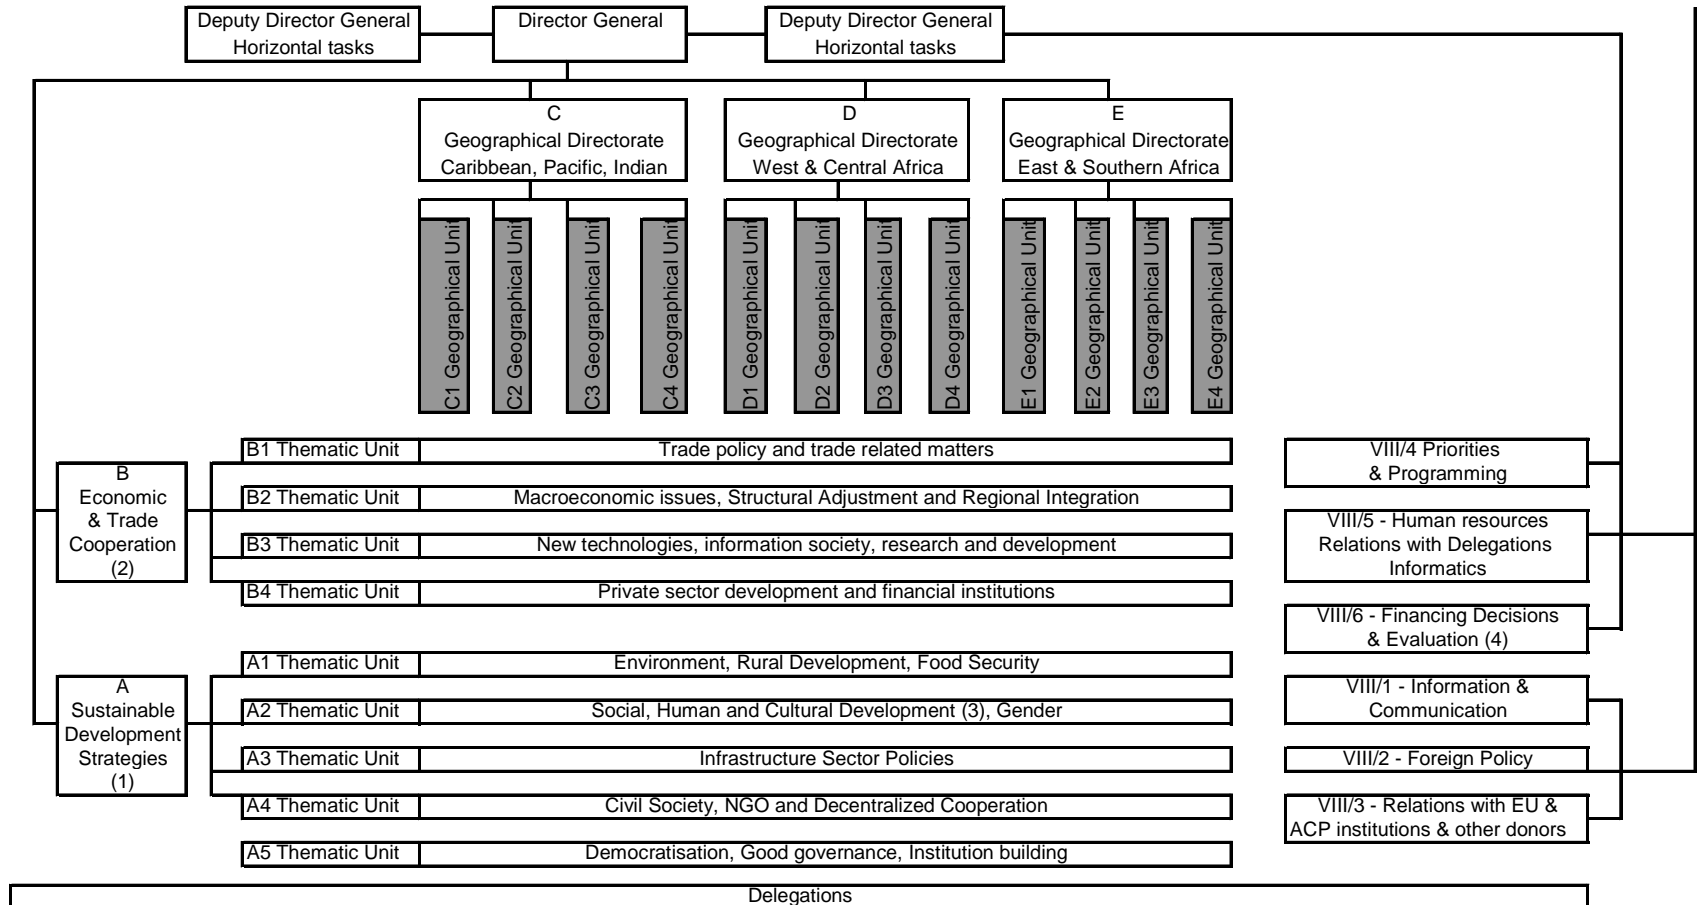 Deputy Director General
Horizontal tasks
Director General
Deputy Director General
Horizontal tasks
C
Geographical Directorate
Caribbean, Pacific, Indian
D
Geographical Directorate
West & Central Africa
E
Geographical Directorate
East & Southern Africa
C1 Geographical Unit
C2 Geographical Unit
C3 Geographical Unit
C4 Geographical Unit
D1 Geographical Unit
D2 Geographical Unit
D3 Geographical Unit
D4 Geographical Unit
E1 Geographical Unit
E2 Geographical Unit
E3 Geographical Unit
E4 Geographical Unit
B
Economic
& Trade
Cooperation
(2)
B1 Thematic Unit
Trade policy and trade related matters
B2 Thematic Unit
Macroeconomic issues, Structural Adjustment and Regional Integration
B3 Thematic Unit
New technologies, information society, research and development
B4 Thematic Unit
Private sector development and financial institutions
VIII/4 Priorities
& Programming
VIII/5 - Human resources
Relations with Delegations
Informatics
VIII/6 - Financing Decisions
& Evaluation (4)
A
Sustainable
Development
Strategies
(1)
A1 Thematic Unit
Environment, Rural Development, Food Security
A2 Thematic Unit
Social, Human and Cultural Development (3), Gender
A3 Thematic Unit
Infrastructure Sector Policies
A4 Thematic Unit
Civil Society, NGO and Decentralized Cooperation
A5 Thematic Unit
Democratisation, Good governance, Institution building
VIII/1 - Information &
Communication
VIII/2 - Foreign Policy
VIII/3 - Relations with EU &
ACP institutions & other donors
Delegations